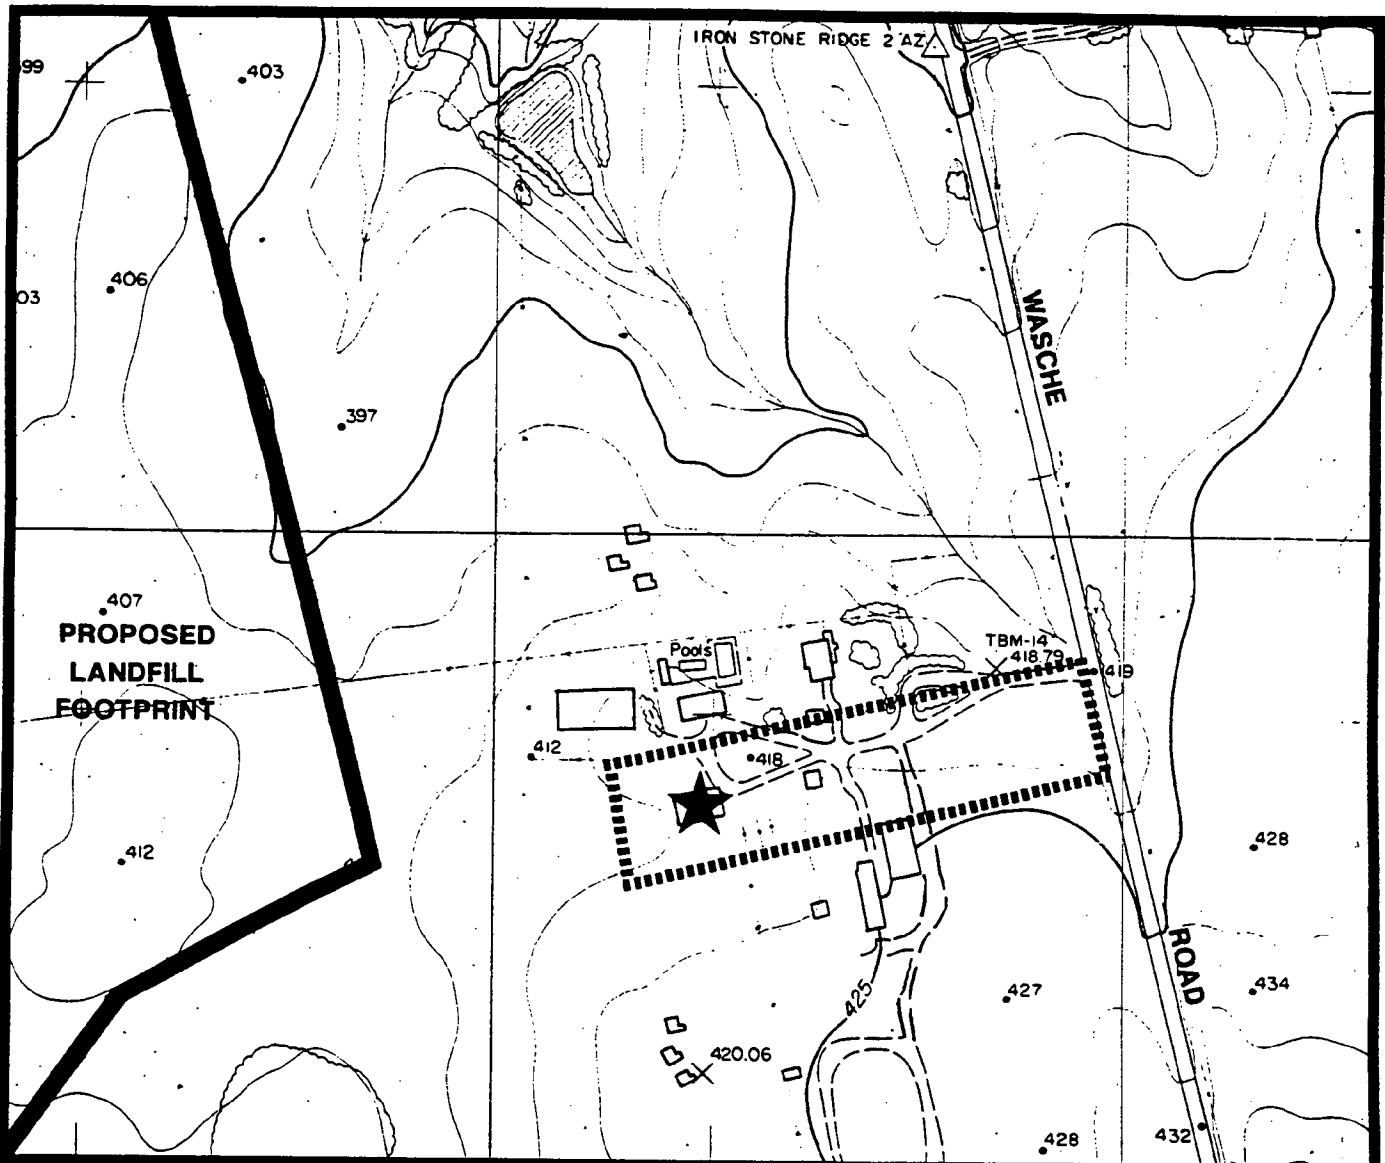 IRON STONE RIDGE 2 AZ
99
403
406
03
WASCHE
397
407
PROPOSED
LANDFILL
FOOTPRINT
Pools
TBM-14
418.79
419
412
418
412
428
ROAD
434
427
425
420.06
428
432